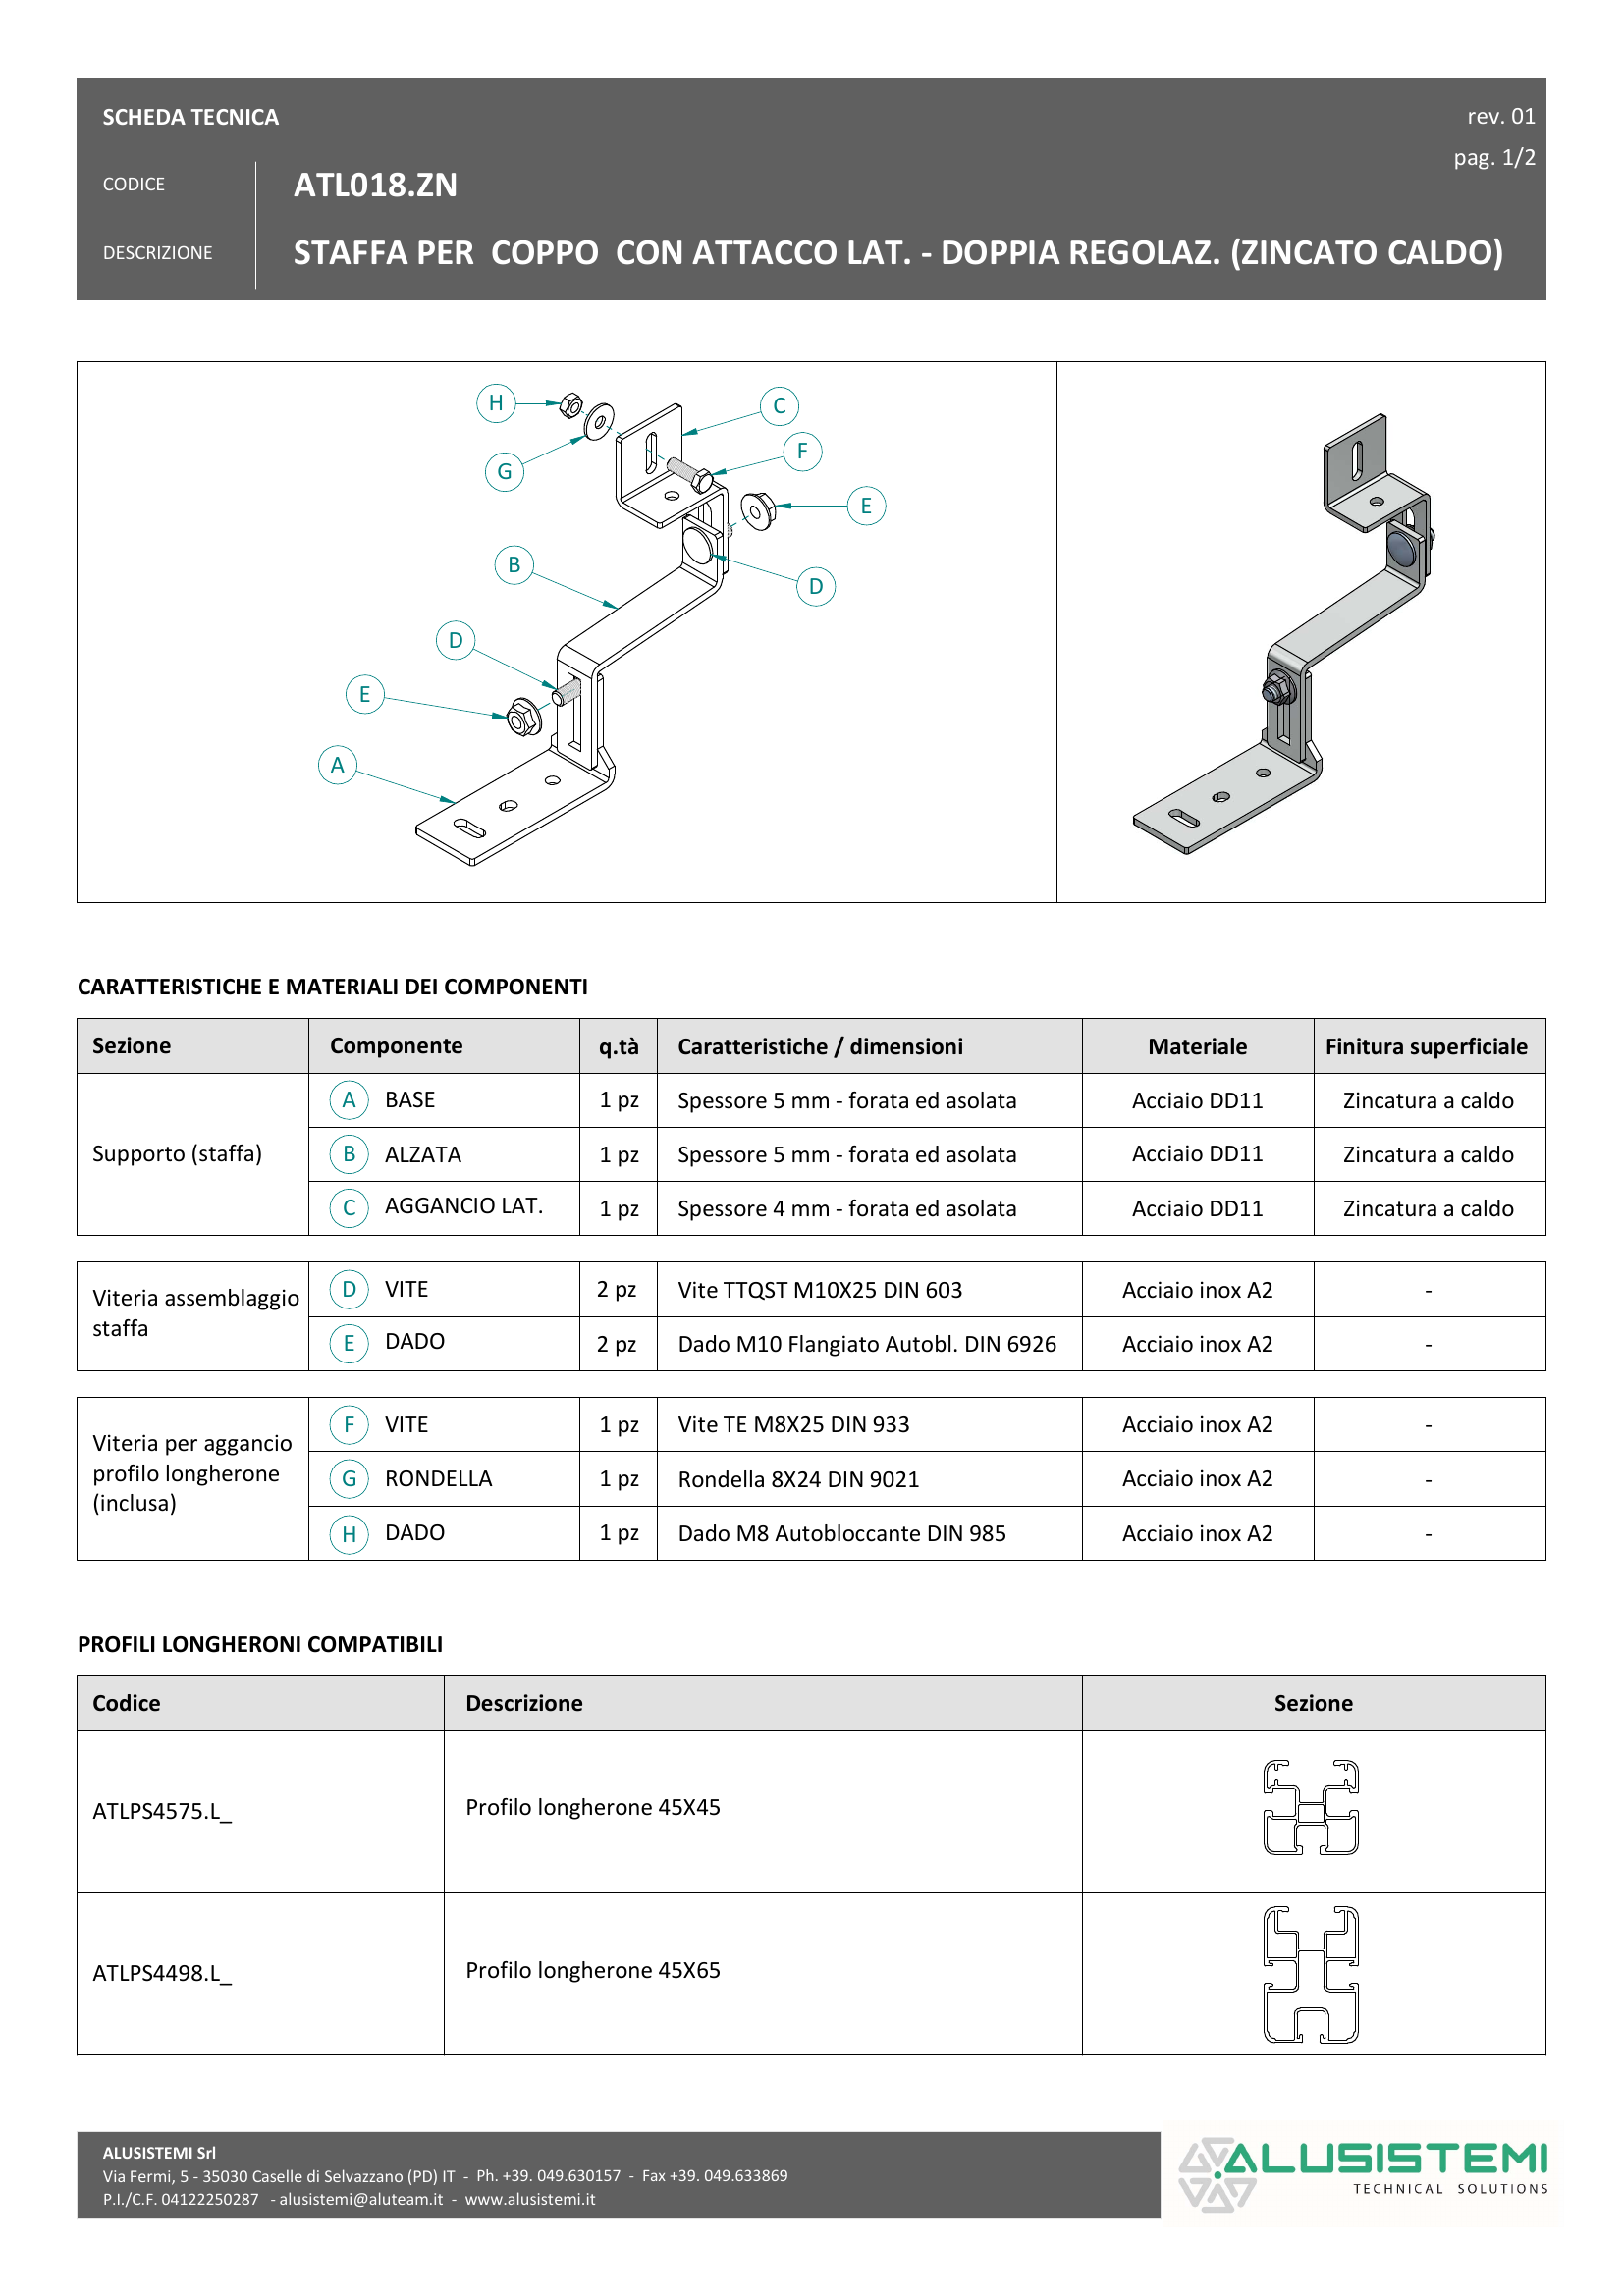 SCHEDA TECNICA
rev. 01
pag. 1/2
CODICE
ATL018.ZN
DESCRIZIONE
STAFFA PER COPPO CON ATTACCO LAT. - DOPPIA REGOLAZ. (ZINCATO CALDO)
H
C
F
G
E
B
D
D
E
A
CARATTERISTICHE E MATERIALI DEI COMPONENTI
Sezione Componente q.tà Caratteristiche / dimensioni Materiale Finitura superficiale
Supporto (staffa)
A BASE 1 pz Spessore 5 mm - forata ed asolata Acciaio DD11 Zincatura a caldo
B ALZATA 1 pz Spessore 5 mm - forata ed asolata Acciaio DD11 Zincatura a caldo
C AGGANCIO LAT. 1 pz Spessore 4 mm - forata ed asolata Acciaio DD11 Zincatura a caldo
Viteria assemblaggio
staffa
D VITE 2 pz Vite TTQST M10X25 DIN 603 Acciaio inox A2 -
E DADO 2 pz Dado M10 Flangiato Autobl. DIN 6926 Acciaio inox A2 -
Viteria per aggancio
profilo longherone
(inclusa)
F VITE 1 pz Vite TE M8X25 DIN 933 Acciaio inox A2 -
G RONDELLA 1 pz Rondella 8X24 DIN 9021 Acciaio inox A2 -
H DADO 1 pz Dado M8 Autobloccante DIN 985 Acciaio inox A2 -
PROFILI LONGHERONI COMPATIBILI
Codice Descrizione Sezione
ATLPS4575.L_ Profilo longherone 45X45
ATLPS4498.L_ Profilo longherone 45X65
ALUSISTEMI Srl
Via Fermi, 5 - 35030 Caselle di Selvazzano (PD) IT - Ph. +39. 049.630157 - Fax +39. 049.633869
P.I./C.F. 04122250287 - alusistemi@aluteam.it - www.alusistemi.it
ALUSISTEMI
TECHNICAL SOLUTIONS